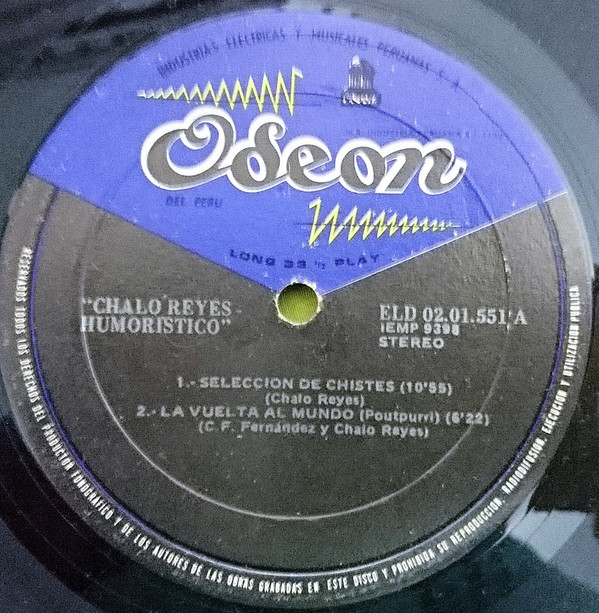 INDUSTRIAS ELECTRICAS Y MUSICALES PERUANAS S. A.
ODEON
Odeon
DEL PERU
LONG 33 1/3 PLAY
"CHALO REYES -
HUMORISTICO"
ELD 02.01.551 A
IEMP 9398
STEREO
1.- SELECCION DE CHISTES (10'55)
(Chalo Reyes)
2.- LA VUELTA AL MUNDO (Poutpurri) (6'22)
(C. F. Fernández y Chalo Reyes)
RESERVADOS TODOS LOS DERECHOS DEL PRODUCTOR FONOGRAFICO Y DE LOS AUTORES DE LAS OBRAS GRABADAS EN ESTE DISCO Y PROHIBIDA SU REPRODUCCION, RADIODIFUSION, EJECUCION Y UTILIZACION PUBLICA